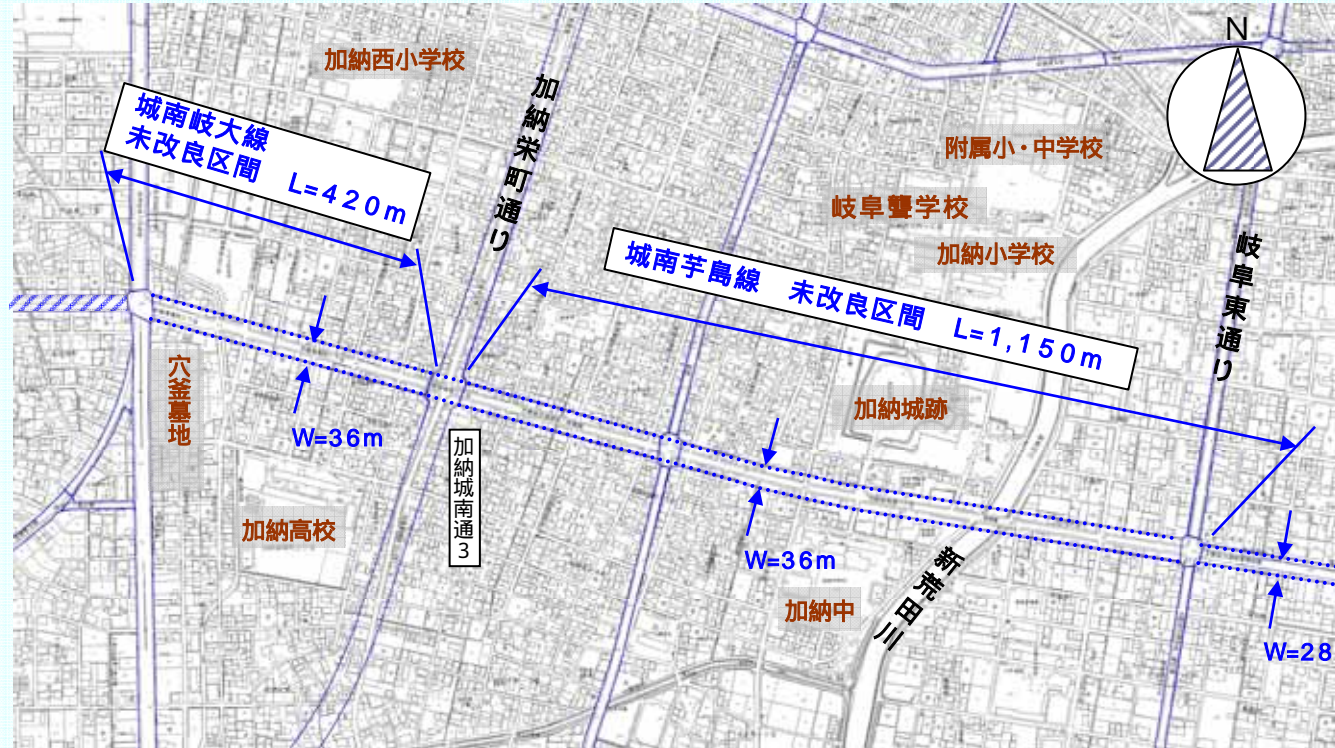 N
加納西小学校
加納栄町通り
城南岐大線
未改良区間 L=420m
附属小・中学校
岐阜聾学校
加納小学校
岐阜東通り
城南芋島線 未改良区間 L=1,150m
穴釜墓地
W=36m
加納城跡
加納城南通3
加納高校
W=36m
新荒田川
加納中
W=28